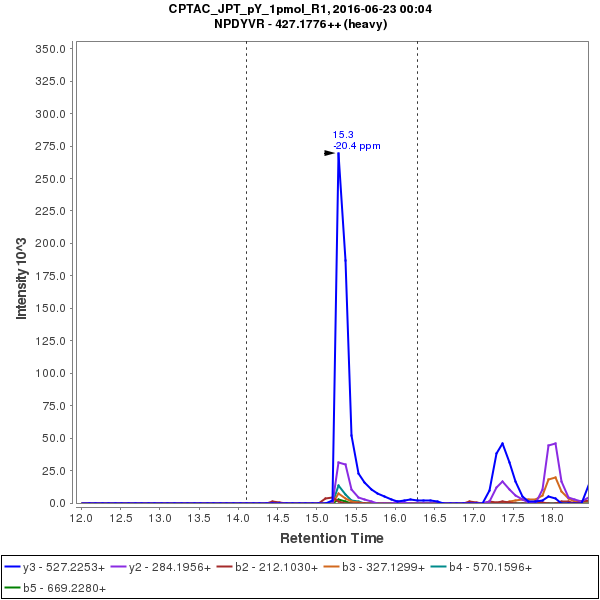 CPTAC_JPT_pY_1pmol_R1, 2016-06-23 00:04
NPDYVR - 427.1776++ (heavy)
350.0
325.0
300.0
275.0
250.0
225.0
200.0
175.0
150.0
125.0
100.0
75.0
50.0
25.0
0.0
Intensity 10^3
15.3
-20.4 ppm
12.0 12.5 13.0 13.5 14.0 14.5 15.0 15.5 16.0 16.5 17.0 17.5 18.0
Retention Time
y3 - 527.2253+ y2 - 284.1956+ b2 - 212.1030+ b3 - 327.1299+ b4 - 570.1596+
b5 - 669.2280+